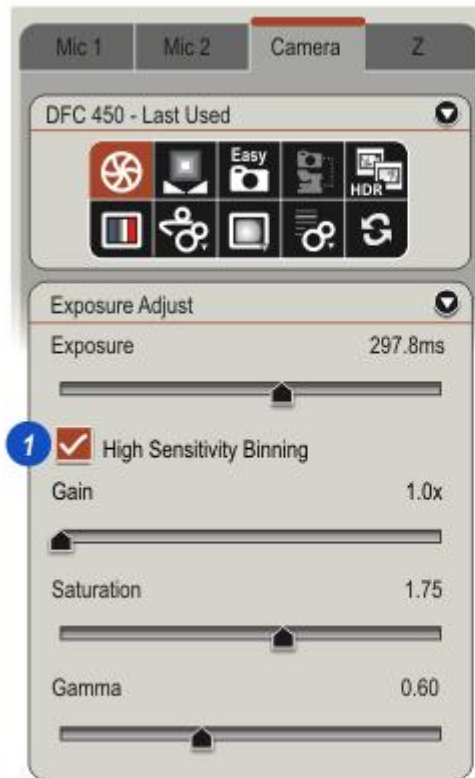 Mic 1 Mic 2 Camera Z
DFC 450 - Last Used
Easy
HDR
Exposure Adjust
Exposure 297.8ms
1 High Sensitivity Binning
Gain 1.0x
Saturation 1.75
Gamma 0.60